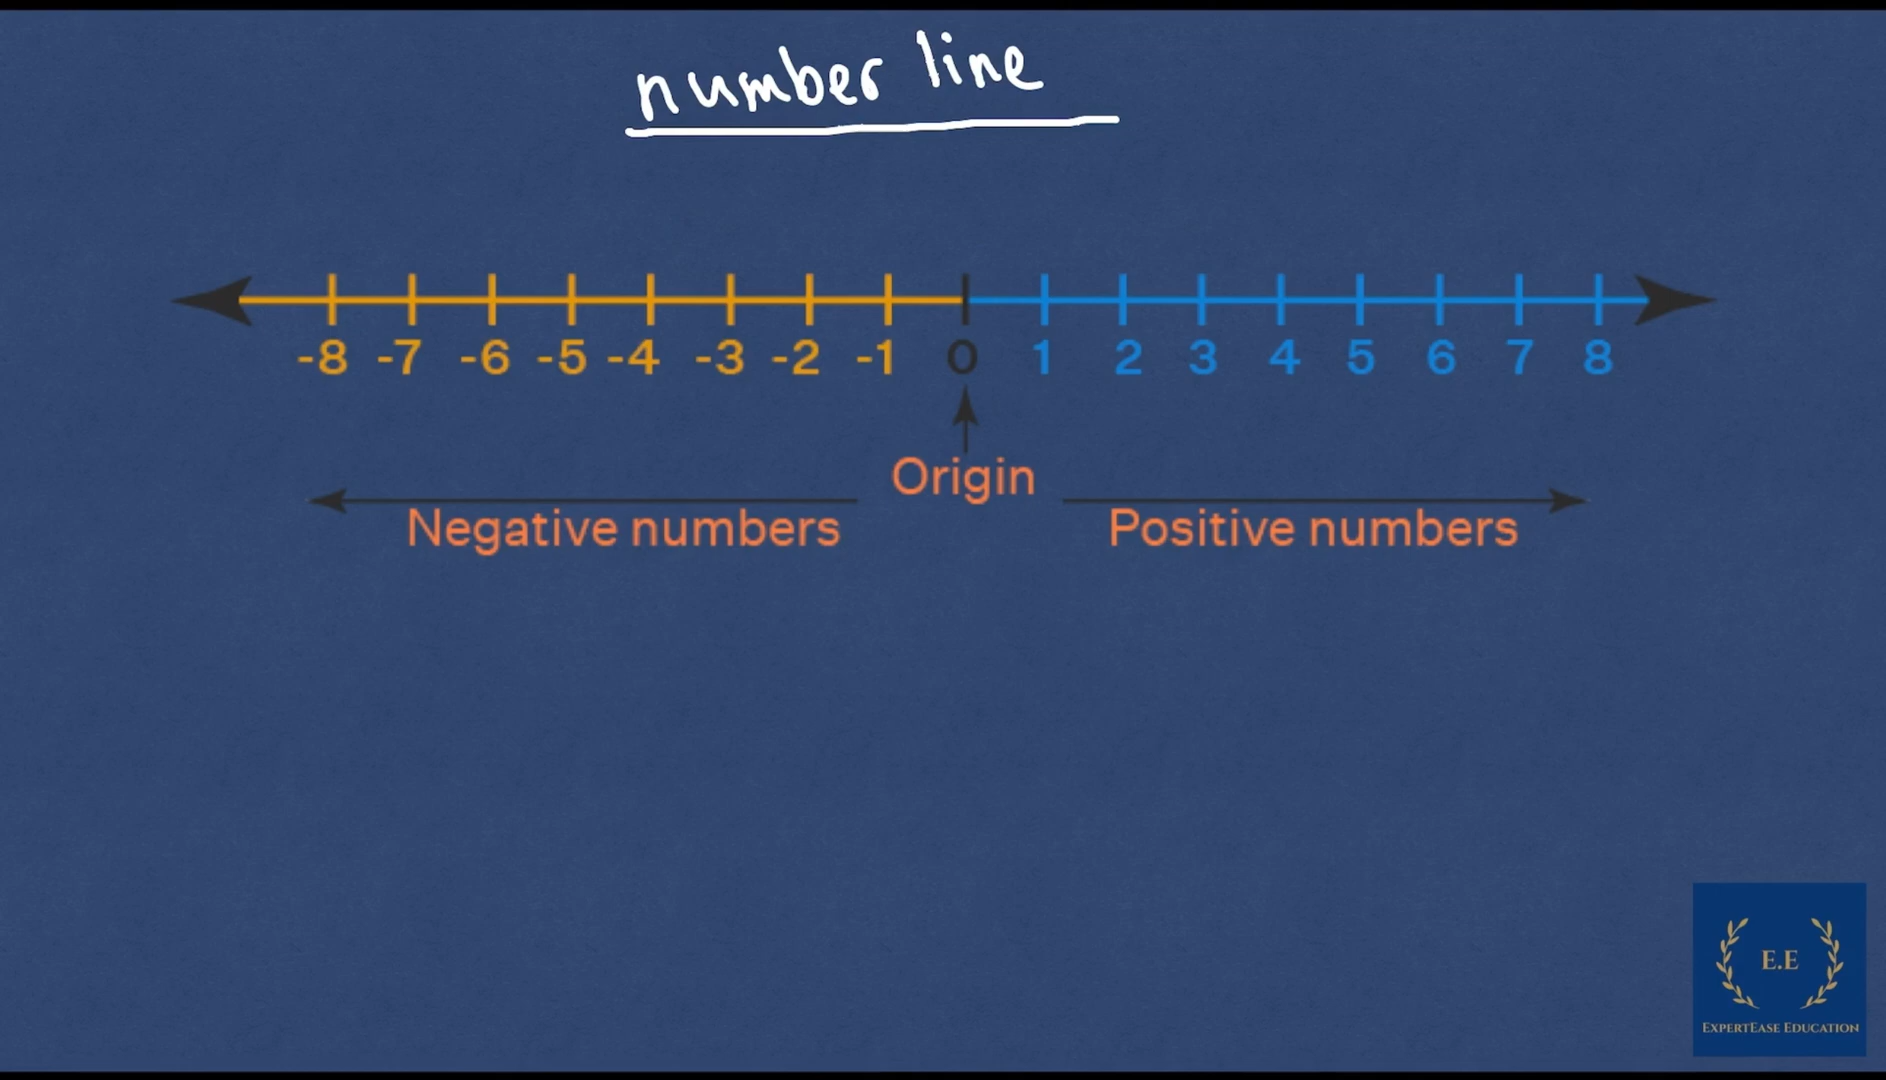 number line
-8 -7 -6 -5 -4 -3 -2 -1 0 1 2 3 4 5 6 7 8
Origin
Negative numbers Positive numbers
E.E
EXPERTEASE EDUCATION